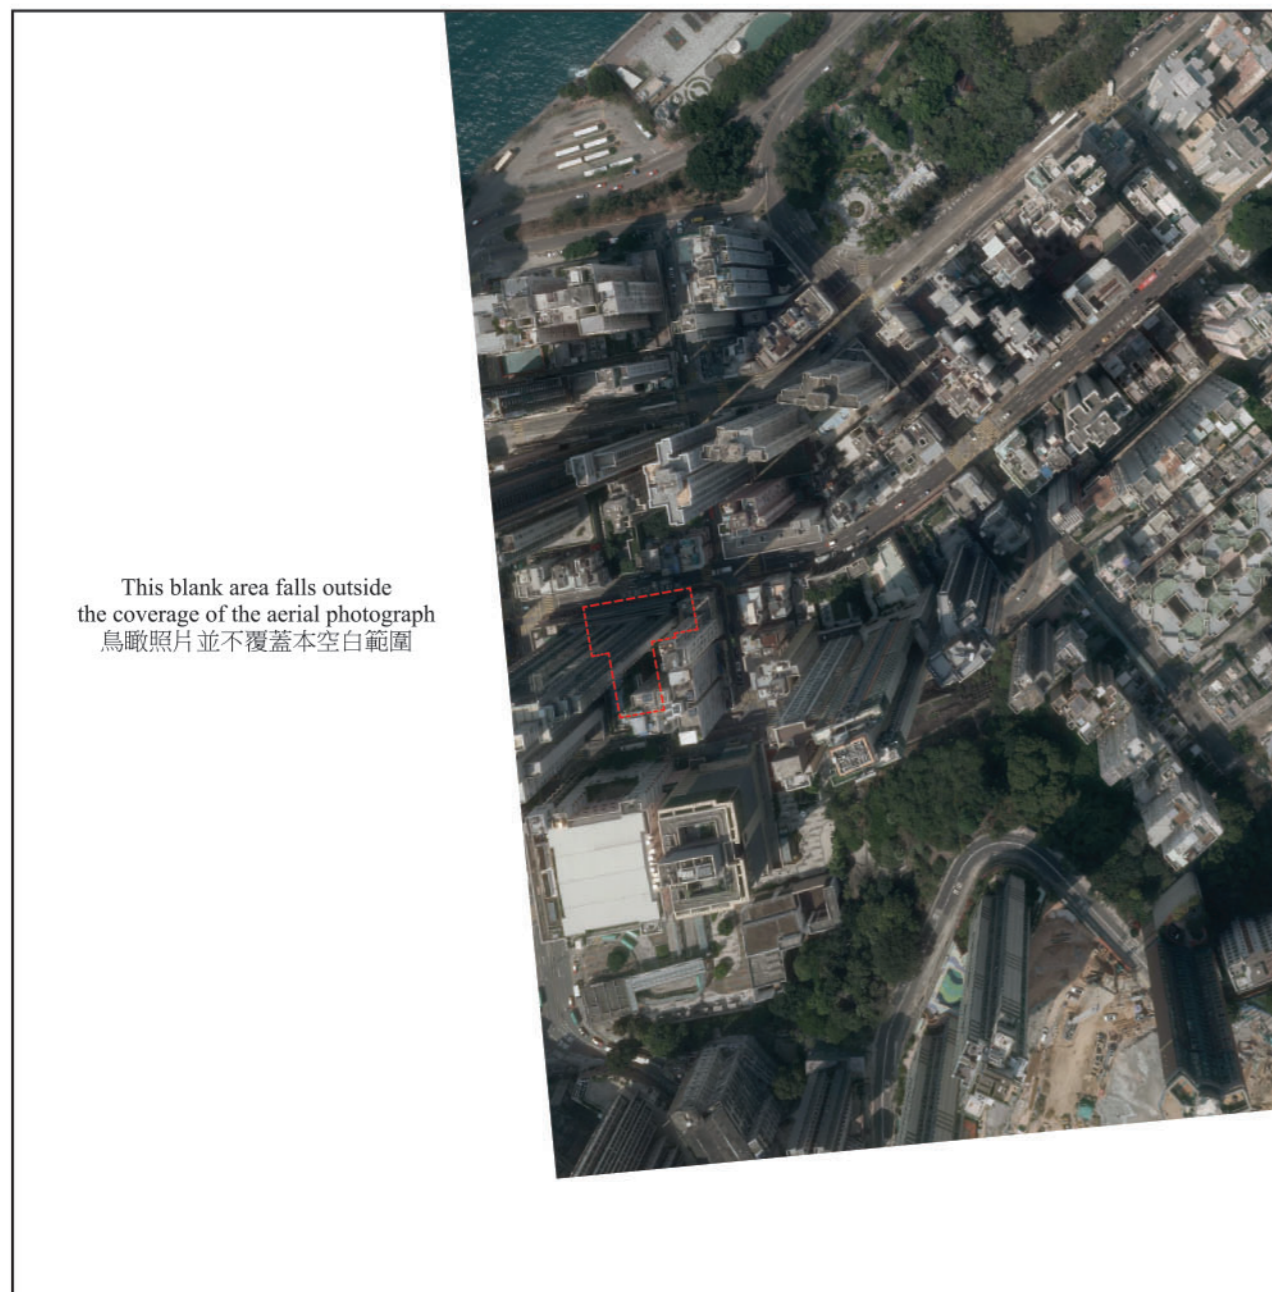 This blank area falls outside
the coverage of the aerial photograph
鳥瞰照片並不覆蓋本空白範圍